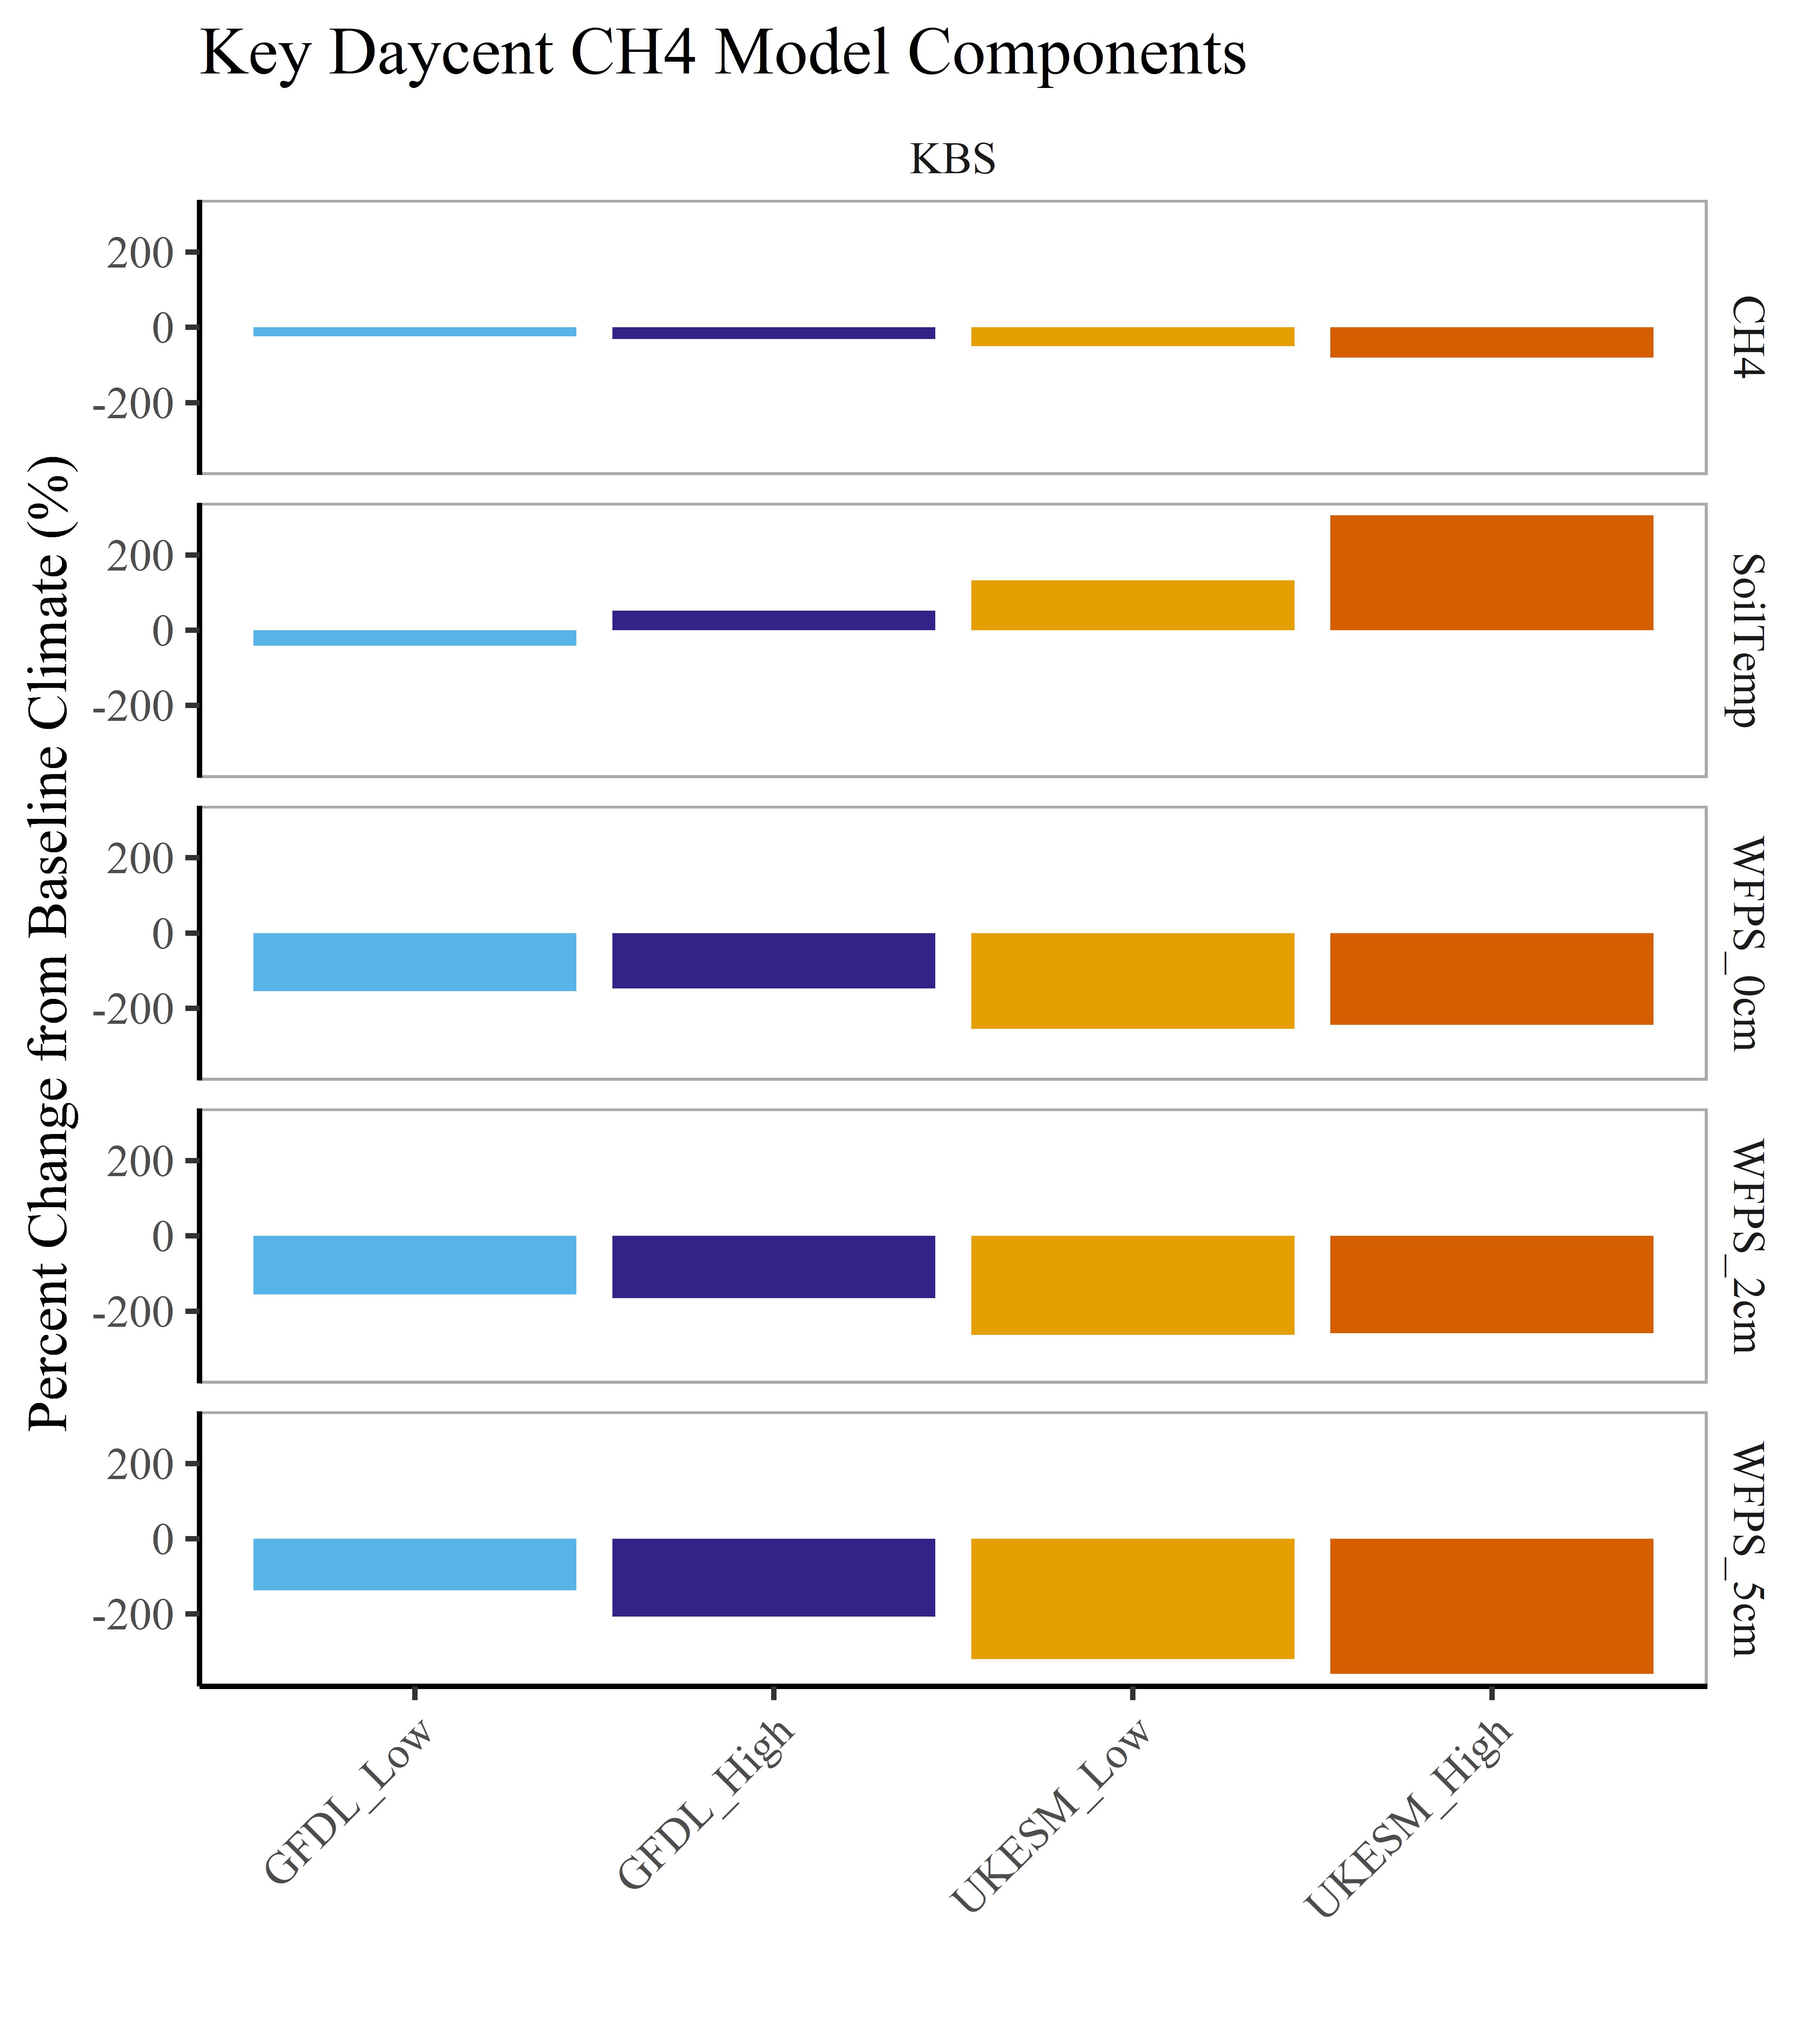 Key Daycent CH4 Model Components
KBS
Percent Change from Baseline Climate (%)
200
0
-200
CH4
200
0
-200
SoilTemp
200
0
-200
WFPS_0cm
200
0
-200
WFPS_2cm
200
0
-200
WFPS_5cm
GFDL_Low
GFDL_High
UKESM_Low
UKESM_High